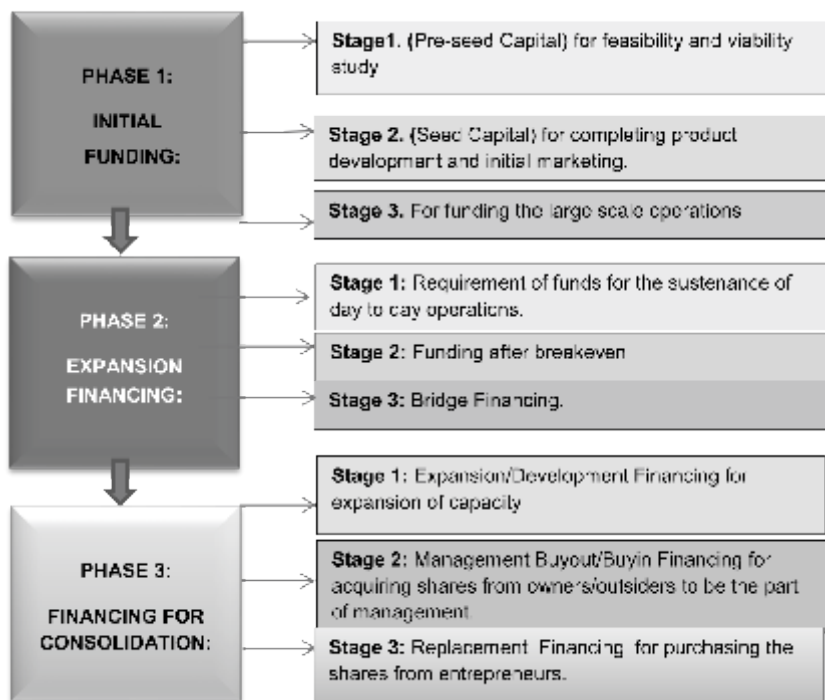 PHASE 1:
INITIAL
FUNDING:
Stage1. (Pre-seed Capital) for feasibility and viability
study
Stage 2. (Seed Capital) for completing product
development and initial marketing.
Stage 3. For funding the large scale operations
PHASE 2:
EXPANSION
FINANCING:
Stage 1: Requirement of funds for the sustenance of
day to cay operations.
Stage 2: Funding after breakeven
Stage 3: Bridge Financing.
PHASE 3:
FINANCING FOR
CONSOLIDATION:
Stage 1: Expansion/Development Financing for
expansion of capacity
Stage 2: Management Buyout/Buyin Financing for
acquiring shares from owners/outsiders to be the part
of management.
Stage 3: Replacement Financing for purchasing the
shares from entrepreneurs.